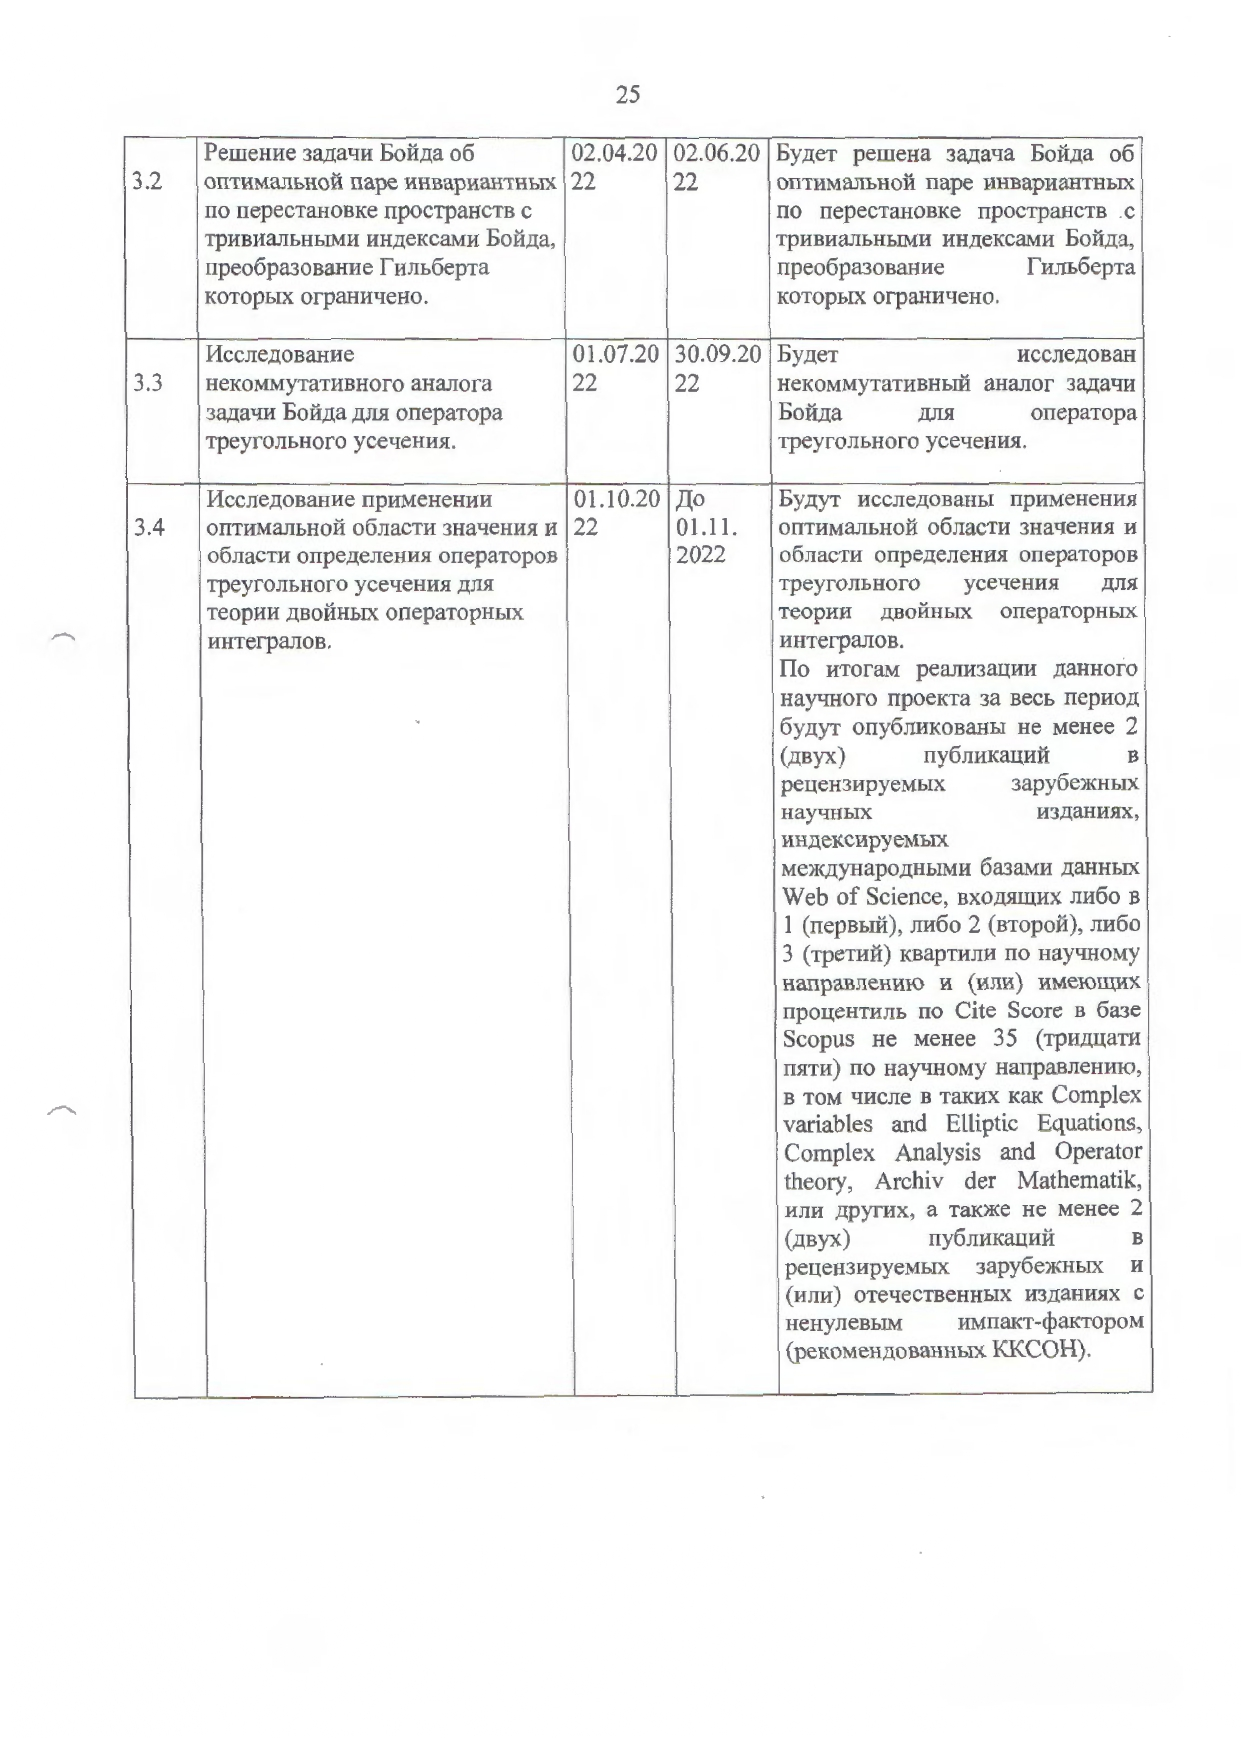 25
3.2
Решение задачи Бойда об
оптимальной паре инвариантных
по перестановке пространств с
тривиальными индексами Бойда,
преобразование Гильберта
которых ограничено.
02.04.20
22
02.06.20
22
Будет решена задача Бойда об
оптимальной паре инвариантных
по перестановке пространств с
тривиальными индексами Бойда,
преобразование Гильберта
которых ограничено.
3.3
Исследование
некоммутативного аналога
задачи Бойда для оператора
треугольного усечения.
01.07.20
22
30.09.20
22
Будет исследован
некоммутативный аналог задачи
Бойда для оператора
треугольного усечения.
3.4
Исследование применении
оптимальной области значения и
области определения операторов
треугольного усечения для
теории двойных операторных
интегралов.
01.10.20
22
До
01.11.
2022
Будут исследованы применения
оптимальной области значения и
области определения операторов
треугольного усечения для
теории двойных операторных
интегралов.
По итогам реализации данного
научного проекта за весь период
будут опубликованы не менее 2
(двух) публикаций в
рецензируемых зарубежных
научных изданиях,
индексируемых
международными базами данных
Web of Science, входящих либо в
1 (первый), либо 2 (второй), либо
3 (третий) квартили по научному
направлению и (или) имеющих
процентиль по Cite Score в базе
Scopus не менее 35 (тридцати
пяти) по научному направлению,
в том числе в таких как Complex
variables and Elliptic Equations,
Complex Analysis and Operator
theory, Archiv der Mathematik,
или других, а также не менее 2
(двух) публикаций в
рецензируемых зарубежных и
(или) отечественных изданиях с
ненулевым импакт-фактором
(рекомендованных ККСОН).